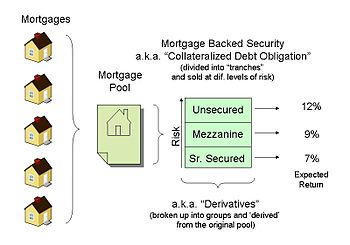 Mortgages
Mortgage Backed Security
a.k.a. “Collateralized Debt Obligation”
(divided into “tranches”
and sold at dif. levels of risk)
Mortgage
Pool
Risk
Unsecured
12%
Mezzanine
9%
Sr. Secured
7%
Expected
Return
a.k.a. “Derivatives”
(broken up into groups and 'derived'
from the original pool)